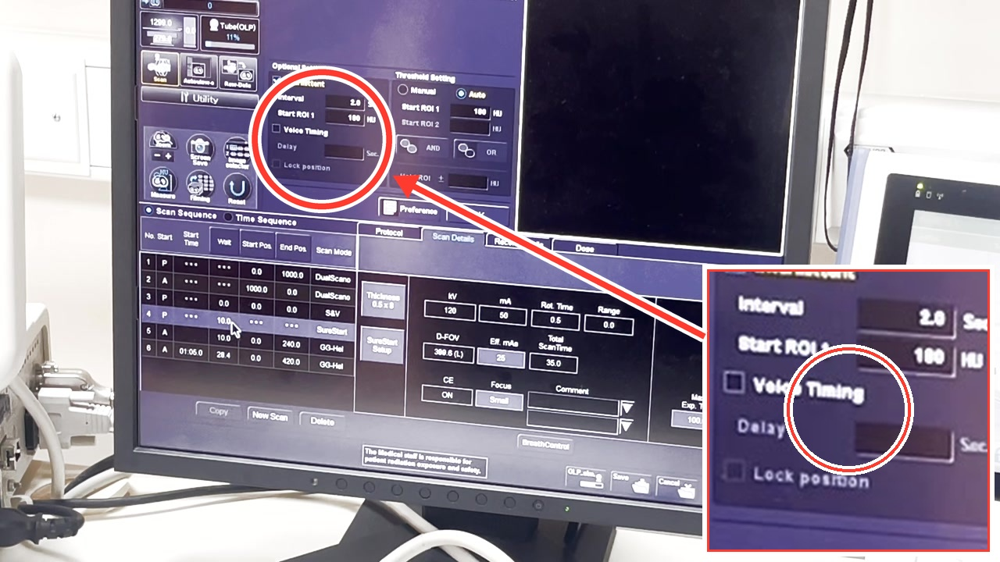 0
1290.0
0.0
Tube(OLP)
11%
Scan
Raw-Data
Utility
Screen
Save
Measure
Filming
Reset
Threshold Setting
Manual
Auto
Interval
2.0
Start ROI 1
180
HU
Voice Timing
Delay
Sec.
Lock position
Start ROI 1
180
HU
Start ROI 2
HU
AND
OR
ROI ±
HU
Preference
Scan Sequence
Time Sequence
No. Start
Start Time
Wait
Start Pos.
End Pos.
Scan Mode
1 P *** *** 0.0 1000.0 DualScano
2 A *** *** 1000.0 0.0 DualScano
3 P *** 0.0 0.0 0.0 S&V
4 P *** 10.0 *** *** SureStart
5 A 10.0 0.0 240.0 GG-Hel
6 A 01:05.0 28.4 0.0 420.0 GG-Hel
Copy
New Scan
Delete
Protocol
Scan Details
Dose
Thickness
0.5 x 8
SureStart
Setup
kV
120
mA
50
Rot. Time
0.5
Range
0.0
D-FOV
399.6 (L)
Eff. mAs
25
Total
ScanTime
35.0
CE
ON
Focus
Small
Comment
Exp. T
100.
BreathControl
The Medical staff is responsible for
patient radiation exposure and safety.
Save
Cancel
Interval
2.0
Sec
Start ROI 1
180
HU
Voice Timing
Delay
Sec.
Lock position